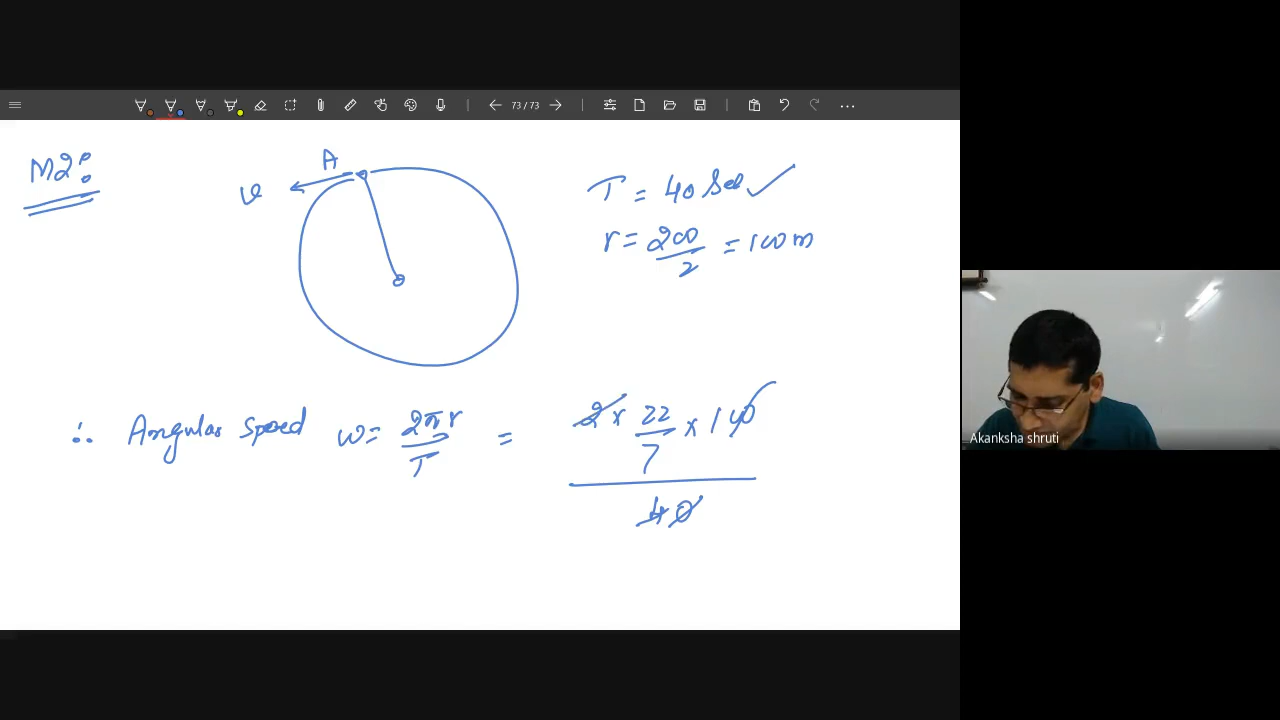 73 / 73
M2:
A
v
T = 40 Sec ✓
r = 200/2 = 100 m
∴ Angular Speed ω = 2πr/T = 2 × 22/7 × 100 / 40
Akanksha shruti